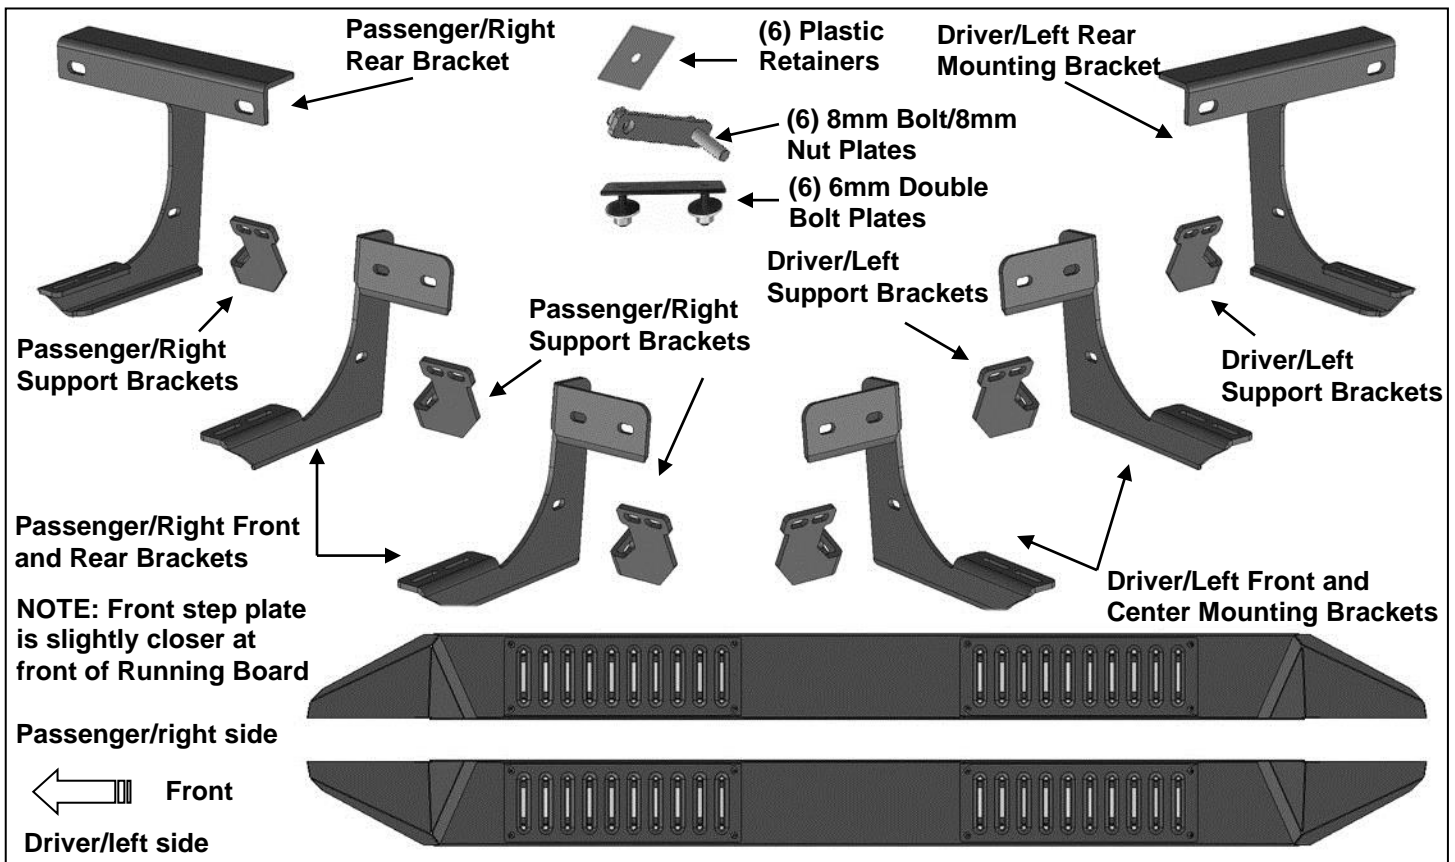 Passenger/Right
Rear Bracket
(6) Plastic
Retainers
Driver/Left Rear
Mounting Bracket
(6) 8mm Bolt/8mm
Nut Plates
(6) 6mm Double
Bolt Plates
Driver/Left
Support Brackets
Passenger/Right
Support Brackets
Passenger/Right
Support Brackets
Driver/Left
Support Brackets
Passenger/Right Front
and Rear Brackets
Driver/Left Front and
Center Mounting Brackets
NOTE: Front step plate
is slightly closer at
front of Running Board
Passenger/right side
Front
Driver/left side